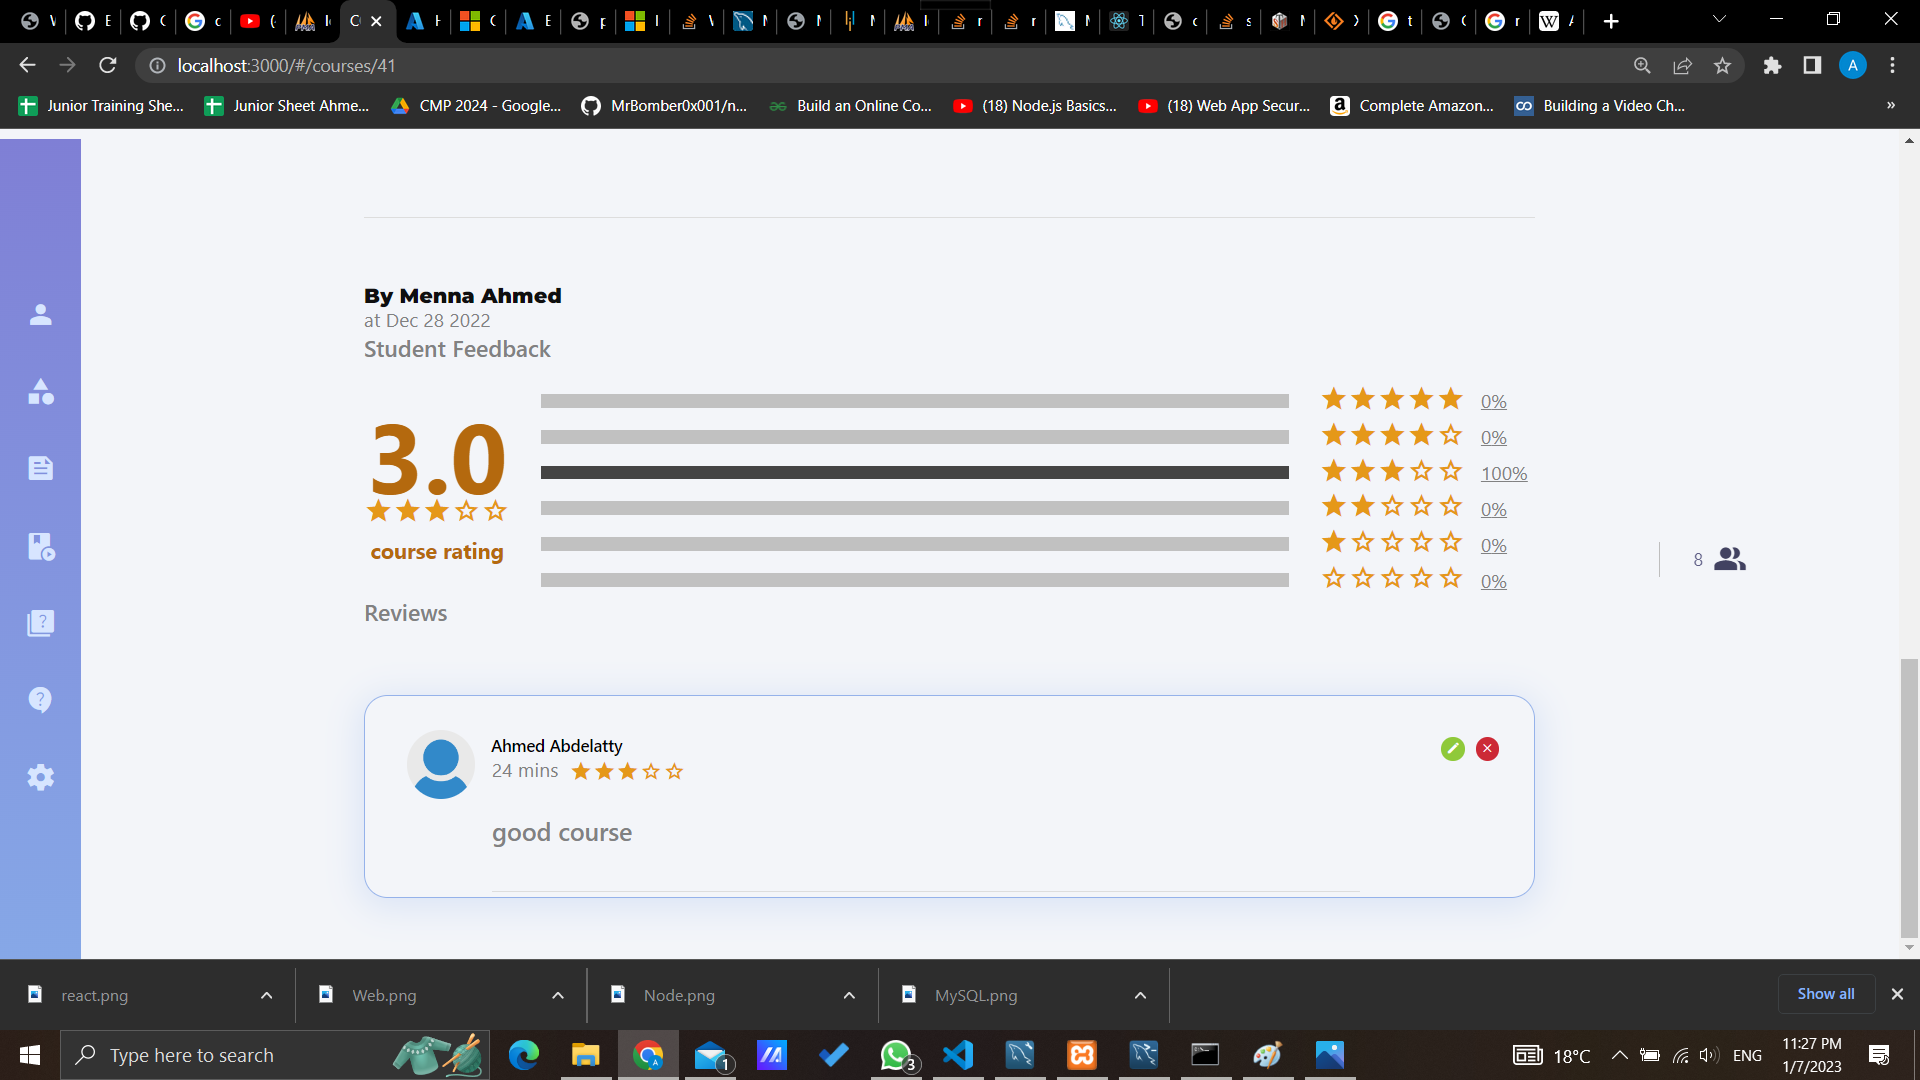 localhost:3000/#/courses/41
A
Junior Training She...
Junior Sheet Ahme...
CMP 2024 - Google...
MrBomber0x001/n...
Build an Online Co...
(18) Node.js Basics...
(18) Web App Secur...
Complete Amazon...
Building a Video Ch...
»
By Menna Ahmed
at Dec 28 2022
Student Feedback
3.0
course rating
0%
0%
100%
0%
0%
0%
8
Reviews
Ahmed Abdelatty
24 mins
good course
react.png
Web.png
Node.png
MySQL.png
Show all
Type here to search
1
3
18°C
ENG
11:27 PM
1/7/2023